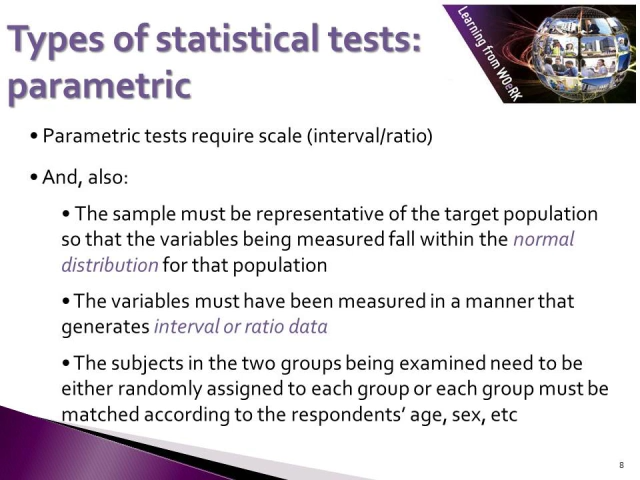 Types of statistical tests:
parametric
Learning from WOeRK
• Parametric tests require scale (interval/ratio)
• And, also:
• The sample must be representative of the target population
so that the variables being measured fall within the normal
distribution for that population
• The variables must have been measured in a manner that
generates interval or ratio data
• The subjects in the two groups being examined need to be
either randomly assigned to each group or each group must be
matched according to the respondents’ age, sex, etc
8